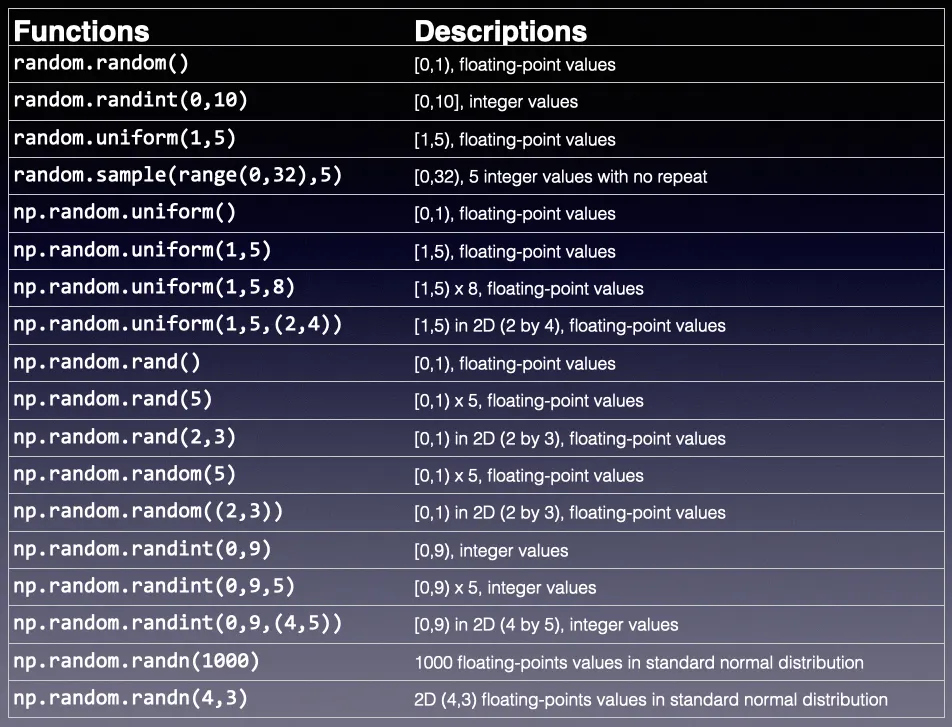 Functions Descriptions
random.random() [0,1), floating-point values
random.randint(0,10) [0,10], integer values
random.uniform(1,5) [1,5), floating-point values
random.sample(range(0,32),5) [0,32), 5 integer values with no repeat
np.random.uniform() [0,1), floating-point values
np.random.uniform(1,5) [1,5), floating-point values
np.random.uniform(1,5,8) [1,5) x 8, floating-point values
np.random.uniform(1,5,(2,4)) [1,5) in 2D (2 by 4), floating-point values
np.random.rand() [0,1), floating-point values
np.random.rand(5) [0,1) x 5, floating-point values
np.random.rand(2,3) [0,1) in 2D (2 by 3), floating-point values
np.random.random(5) [0,1) x 5, floating-point values
np.random.random((2,3)) [0,1) in 2D (2 by 3), floating-point values
np.random.randint(0,9) [0,9), integer values
np.random.randint(0,9,5) [0,9) x 5, integer values
np.random.randint(0,9,(4,5)) [0,9) in 2D (4 by 5), integer values
np.random.randn(1000) 1000 floating-points values in standard normal distribution
np.random.randn(4,3) 2D (4,3) floating-points values in standard normal distribution